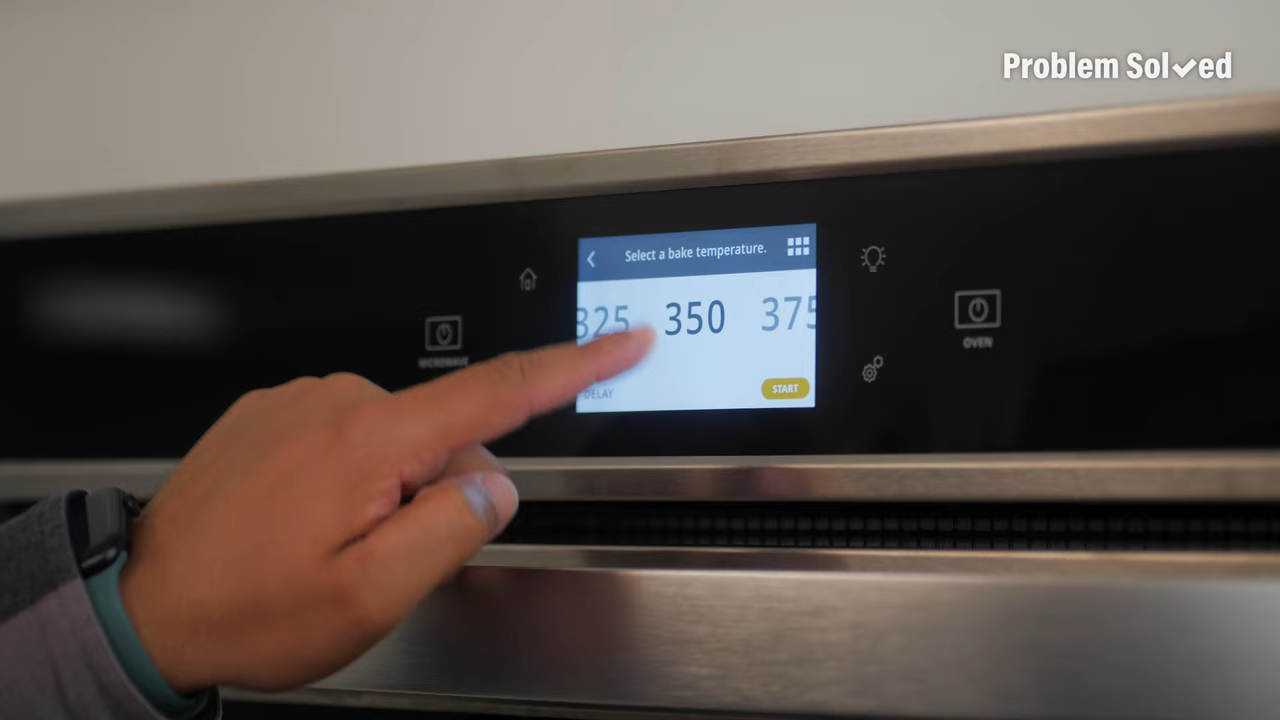 Problem Solved
Select a bake temperature.
325 350 375
DELAY
START
MICROWAVE
OVEN